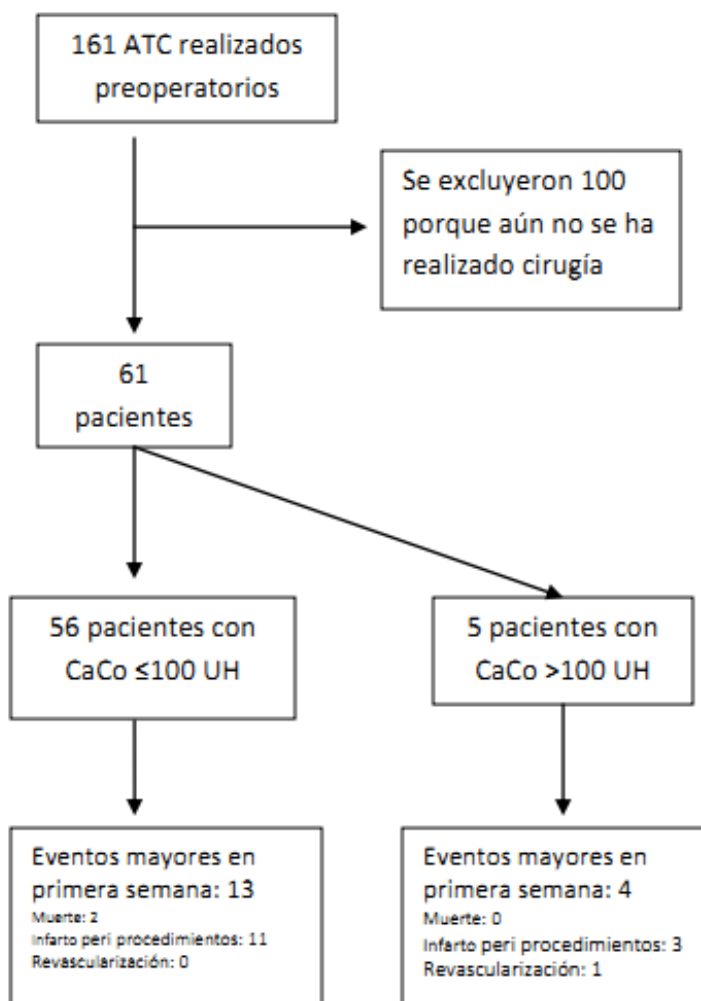 161 ATC realizados
preoperatorios
Se excluyeron 100
porque aún no se ha
realizado cirugía
61
pacientes
56 pacientes con
CaCo ≤100 UH
5 pacientes con
CaCo >100 UH
Eventos mayores en
primera semana: 13
Muerte: 2
Infarto peri procedimientos: 11
Revascularización: 0
Eventos mayores en
primera semana: 4
Muerte: 0
Infarto peri procedimientos: 3
Revascularización: 1